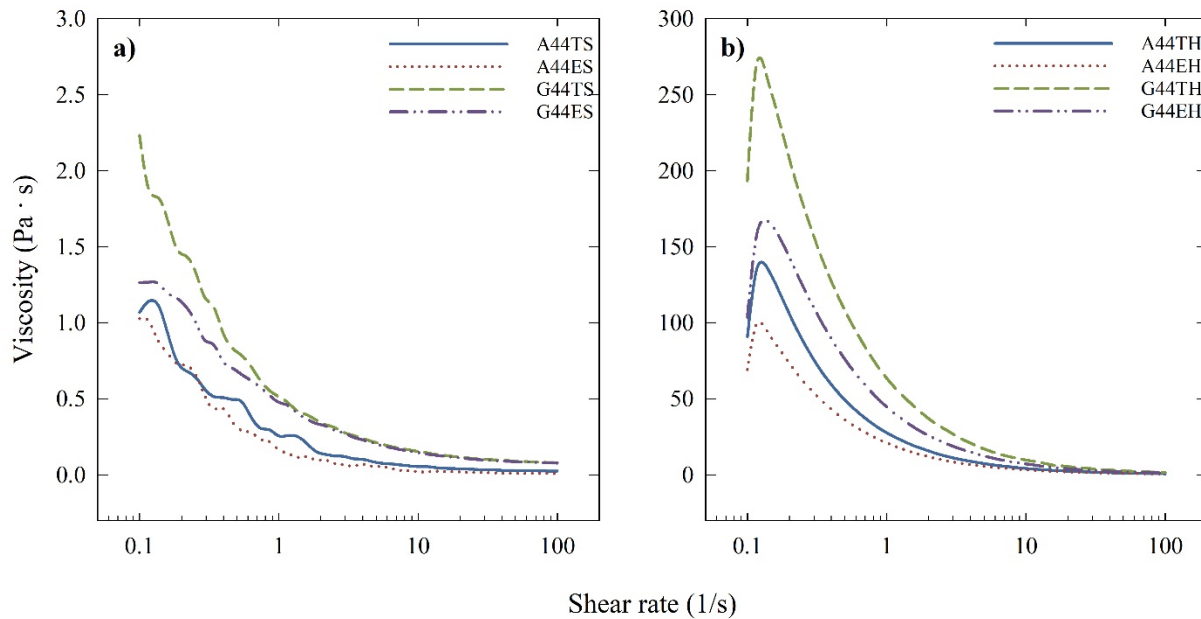 a)
A44TS
A44ES
G44TS
G44ES
3.0
2.5
2.0
1.5
1.0
0.5
0.0
0.1
1
10
100
b)
A44TH
A44EH
G44TH
G44EH
300
250
200
150
100
50
0
0.1
1
10
100
Viscosity (Pa · s)
Shear rate (1/s)